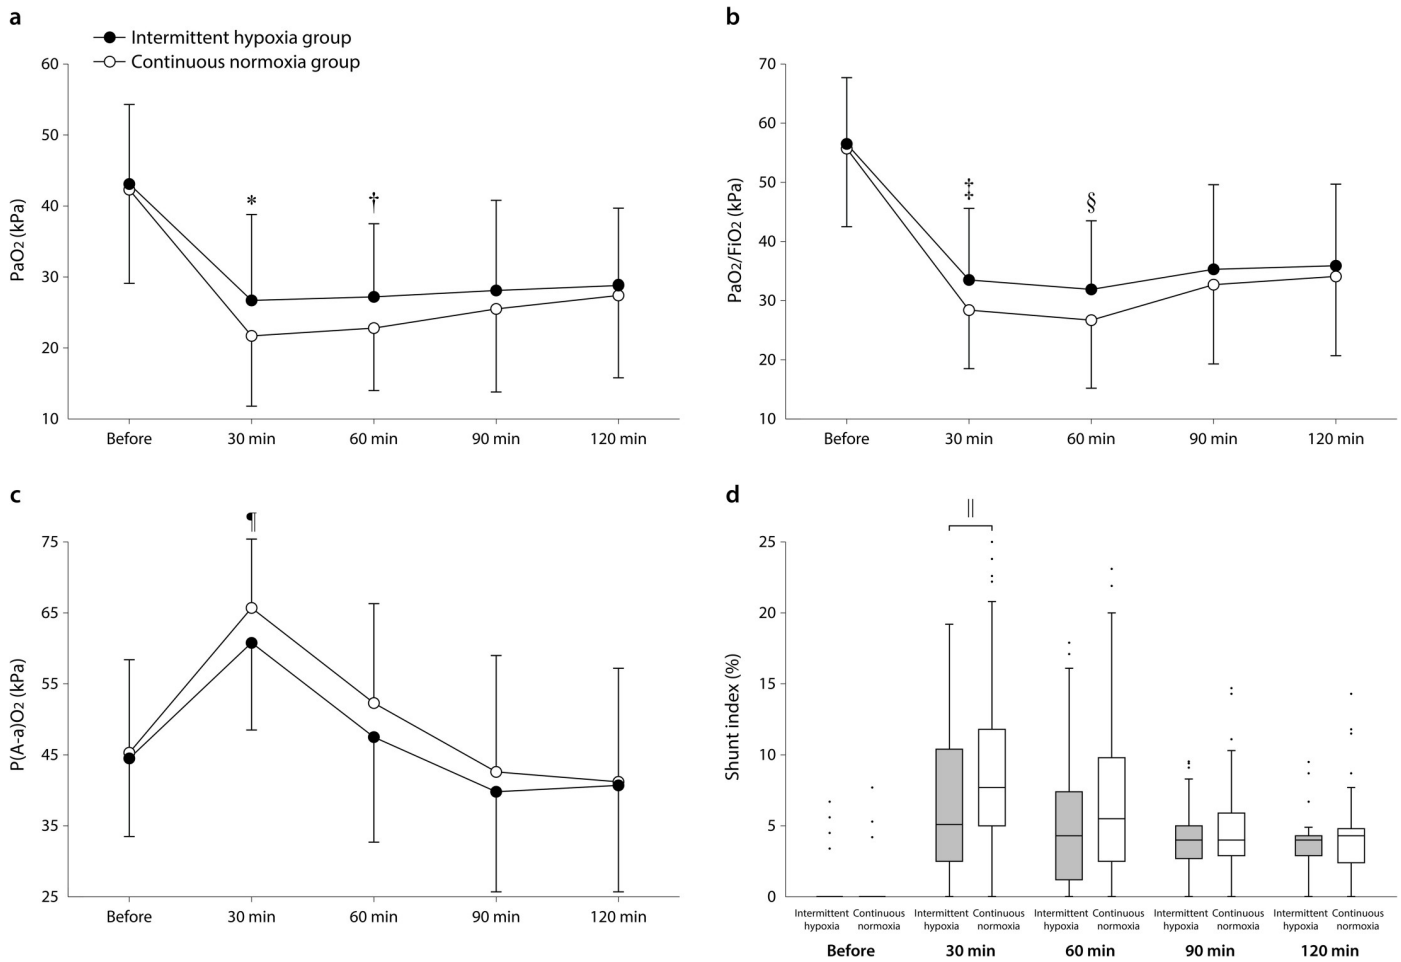 a
Intermittent hypoxia group
Continuous normoxia group
PaO2 (kPa)
60
50
40
30
20
10
*
†
Before
30 min
60 min
90 min
120 min
b
PaO2/FiO2 (kPa)
70
60
50
40
30
20
10
‡
§
Before
30 min
60 min
90 min
120 min
c
P(A-a)O2 (kPa)
75
65
55
45
35
25
¶
Before
30 min
60 min
90 min
120 min
d
Shunt index (%)
25
20
15
10
5
0
||
Intermittent hypoxia
Continuous normoxia
Intermittent hypoxia
Continuous normoxia
Intermittent hypoxia
Continuous normoxia
Intermittent hypoxia
Continuous normoxia
Intermittent hypoxia
Continuous normoxia
Before
30 min
60 min
90 min
120 min